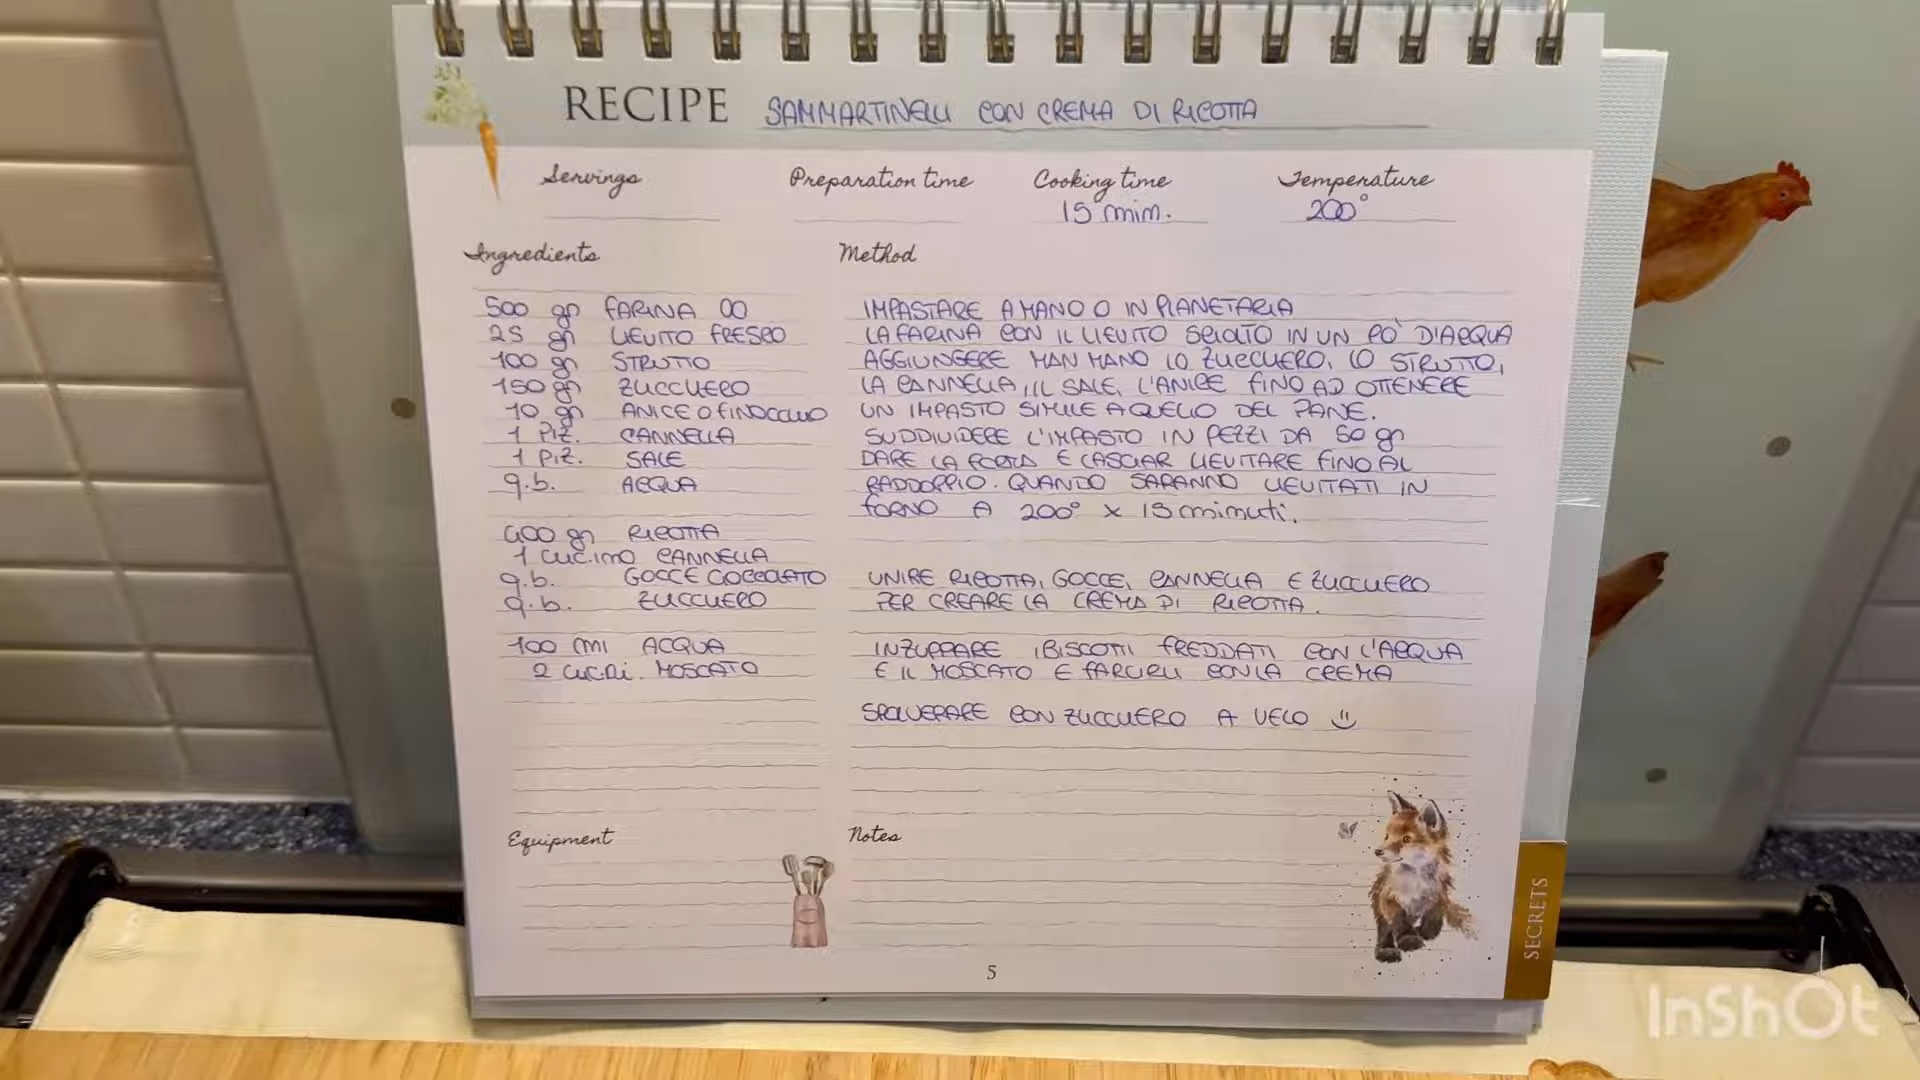 RECIPE SAMMARTINELLI CON CREMA DI RICOTTA
Servings Preparation time Cooking time Temperature
15 mim. 200°
Ingredients
500 gr FARINA 00
25 gr LIEVITO FRESCO
100 gr STRUTTO
150 gr ZUCCHERO
10 gr ANICE O FINOCCHIO
1 Piz. CANNELLA
1 Piz. SALE
q.b. ACQUA
400 gr RICOTTA
1 CUC.imo CANNELLA
q.b. GOCCE CIOCCOLATO
q.b. ZUCCHERO
100 ml ACQUA
2 CUC.Di. MOSCATO
Method
IMPASTARE A MANO O IN PLANETARIA
LA FARINA CON IL LIEVITO SCIOLTO IN UN PO' D'ACQUA
AGGIUNGERE MAN MANO LO ZUCCHERO, LO STRUTTO,
LA CANNELLA, IL SALE, L'ANICE FINO AD OTTENERE
UN IMPASTO SIMILE A QUELLO DEL PANE.
SUDDIVIDERE L'IMPASTO IN PEZZI DA 50 gr
DARE LA FORMA E LASCIAR LIEVITARE FINO AL
RADDOPPIO. QUANDO SARANNO LIEVITATI IN
FORNO A 200° x 15 mimuti.
UNIRE RICOTTA, GOCCE, CANNELLA E ZUCCHERO
PER CREARE LA CREMA DI RICOTTA.
INZUPPARE I BISCOTTI FREDDATI CON L'ACQUA
E IL MOSCATO E FARCIRLI CON LA CREMA
SPOLVERARE CON ZUCCHERO A VELO
Equipment
Notes
5
SECRETS
InShOt